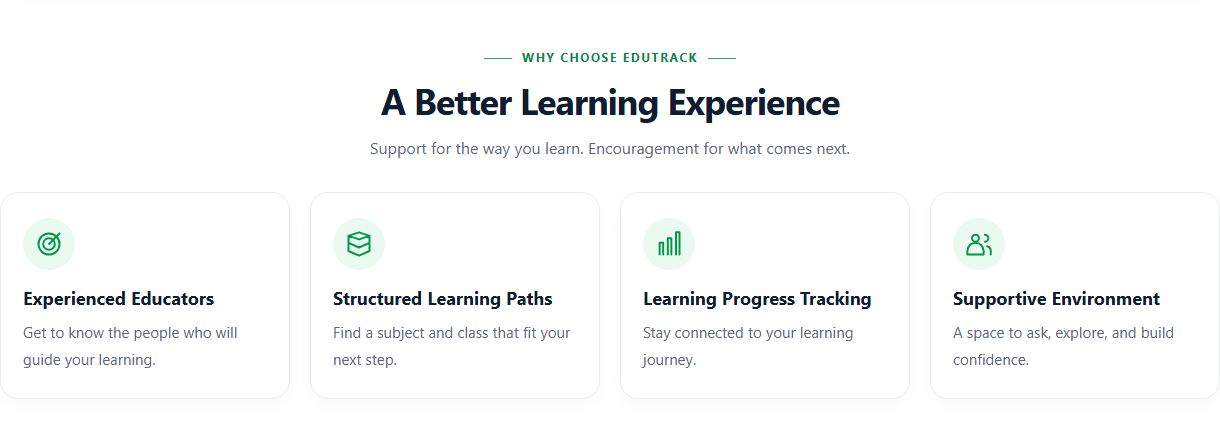 WHY CHOOSE EDUTRACK
A Better Learning Experience
Support for the way you learn. Encouragement for what comes next.
Experienced Educators
Get to know the people who will
guide your learning.
Structured Learning Paths
Find a subject and class that fit your
next step.
Learning Progress Tracking
Stay connected to your learning
journey.
Supportive Environment
A space to ask, explore, and build
confidence.